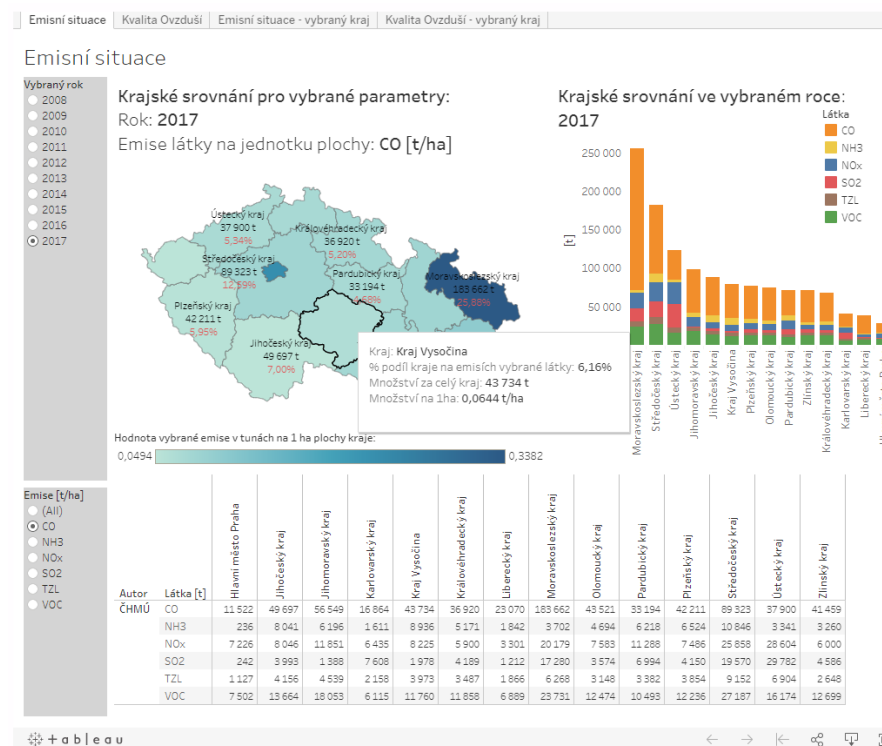 Emisní situace
Kvalita Ovzduší
Emisní situace - vybraný kraj
Kvalita Ovzduší - vybraný kraj
Emisní situace
Vybraný rok
2008
2009
2010
2011
2012
2013
2014
2015
2016
2017
Krajské srovnání pro vybrané parametry:
Rok: 2017
Emise látky na jednotku plochy: CO [t/ha]
Ústecký kraj
37 900 t
5,34%
Královéhradecký kraj
36 920 t
5,20%
Středočeský kraj
89 323 t
12,59%
Pardubický kraj
33 194 t
4,68%
Moravskoslezský kraj
183 662 t
25,88%
Plzeňský kraj
42 211 t
5,95%
Jihočeský kraj
49 697 t
7,00%
Kraj: Kraj Vysočina
% podíl kraje na emisích vybrané látky: 6,16%
Množství za celý kraj: 43 734 t
Množství na 1ha: 0,0644 t/ha
Hodnota vybrané emise v tunách na 1 ha plochy kraje:
0,0494
0,3382
Krajské srovnání ve vybraném roce:
2017
Látka
CO
NH3
NOx
SO2
TZL
VOC
250 000
200 000
150 000
100 000
50 000
[t]
Moravskoslezský kraj
Středočeský kraj
Ústecký kraj
Jihomoravský kraj
Jihočeský kraj
Kraj Vysočina
Plzeňský kraj
Olomoucký kraj
Pardubický kraj
Zlínský kraj
Královéhradecký kraj
Karlovarský kraj
Liberecký kraj
Emise [t/ha]
(All)
CO
NH3
NOx
SO2
TZL
VOC
Autor Látka [t] Hlavní město Praha Jihočeský kraj Jihomoravský kraj Karlovarský kraj Kraj Vysočina Královéhradecký kraj Liberecký kraj Moravskoslezský kraj Olomoucký kraj Pardubický kraj Plzeňský kraj Středočeský kraj Ústecký kraj Zlínský kraj
ČHMÚ CO 11 522 49 697 56 549 16 864 43 734 36 920 23 070 183 662 43 521 33 194 42 211 89 323 37 900 41 459
NH3 236 8 041 6 196 1 611 8 936 5 171 1 842 3 702 4 694 6 218 6 524 10 846 3 341 3 260
NOx 7 226 8 046 11 851 6 435 8 225 5 900 3 301 20 179 7 583 11 288 7 486 25 858 28 604 6 000
SO2 242 3 993 1 388 7 608 1 978 4 189 1 212 17 280 3 574 6 994 4 150 19 570 29 782 4 586
TZL 1 127 4 156 4 539 2 158 3 973 3 487 1 866 6 268 3 148 3 382 3 854 9 152 6 904 2 648
VOC 7 502 13 664 18 053 6 115 11 760 11 858 6 889 23 731 12 474 10 493 12 236 27 187 16 174 12 699
+ableau